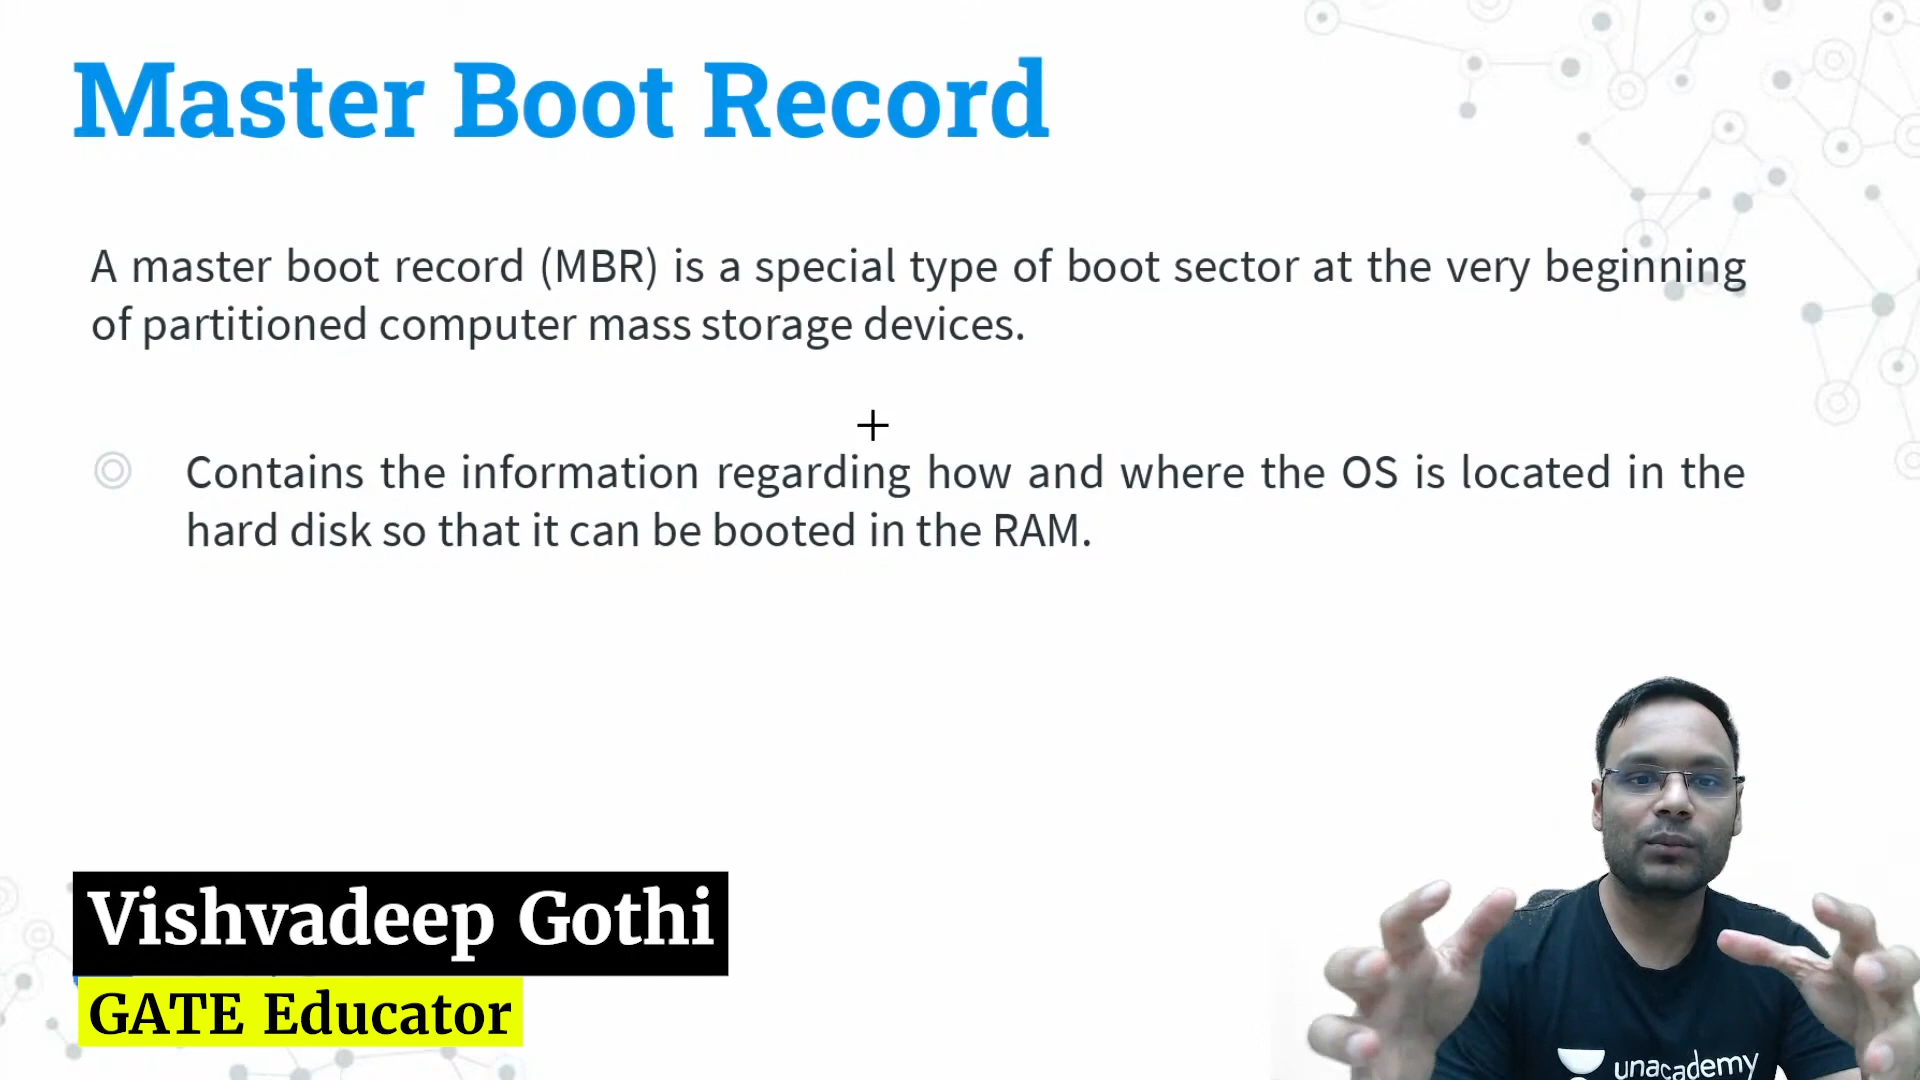 Master Boot Record
A master boot record (MBR) is a special type of boot sector at the very beginning
of partitioned computer mass storage devices.
Contains the information regarding how and where the OS is located in the
hard disk so that it can be booted in the RAM.
Vishvadeep Gothi
GATE Educator
unacademy